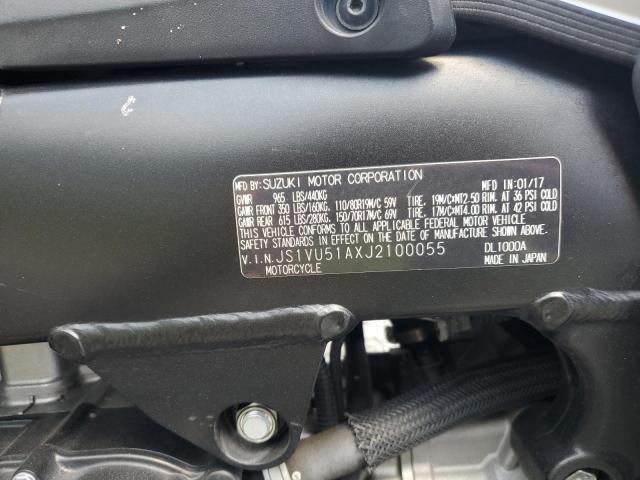 MFD BY: SUZUKI MOTOR CORPORATION MFD IN: 01/17
GVWR 965 LBS/440KG
GAWR FRONT 350 LBS/160KG, 110/80R19M/C 59V TIRE, 19M/C×MT2.50 RIM, AT 36 PSI COLD
GAWR REAR 615 LBS/280KG, 150/70R17M/C 69V TIRE, 17M/C×MT4.00 RIM, AT 42 PSI COLD
THIS VEHICLE CONFORMS TO ALL APPLICABLE FEDERAL MOTOR VEHICLE
SAFETY STANDARDS IN EFFECT ON THE DATE OF MANUFACTURE SHOWN ABOVE.
V.I.N. JS1VU51AXJ2100055 DL1000A
MOTORCYCLE MADE IN JAPAN